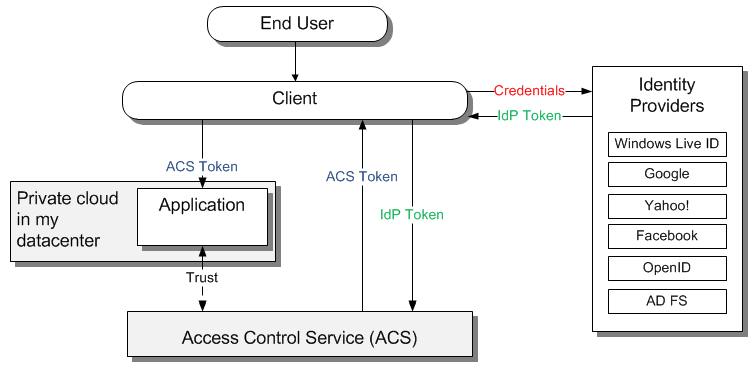 End User
Client
Credentials
IdP Token
Identity
Providers
Windows Live ID
Google
Yahoo!
Facebook
OpenID
AD FS
ACS Token
ACS Token
IdP Token
Private cloud
in my
datacenter
Application
Trust
Access Control Service (ACS)